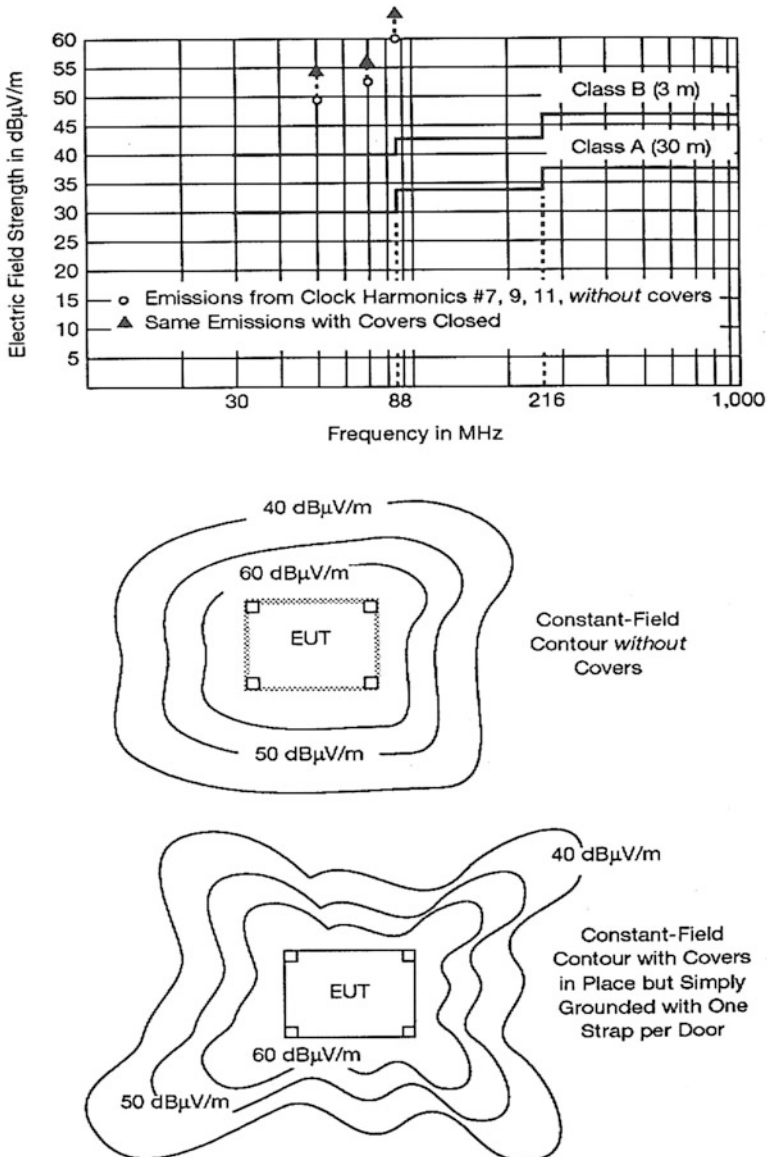 Electric Field Strength in dBµV/m
60
55
50
45
40
35
30
25
20
15
10
5
Class B (3 m)
Class A (30 m)
Emissions from Clock Harmonics #7, 9, 11, without covers
Same Emissions with Covers Closed
30
88
216
1,000
Frequency in MHz
40 dBµV/m
60 dBµV/m
EUT
50 dBµV/m
Constant-Field
Contour without
Covers
40 dBµV/m
EUT
60 dBµV/m
50 dBµV/m
Constant-Field
Contour with Covers
in Place but Simply
Grounded with One
Strap per Door